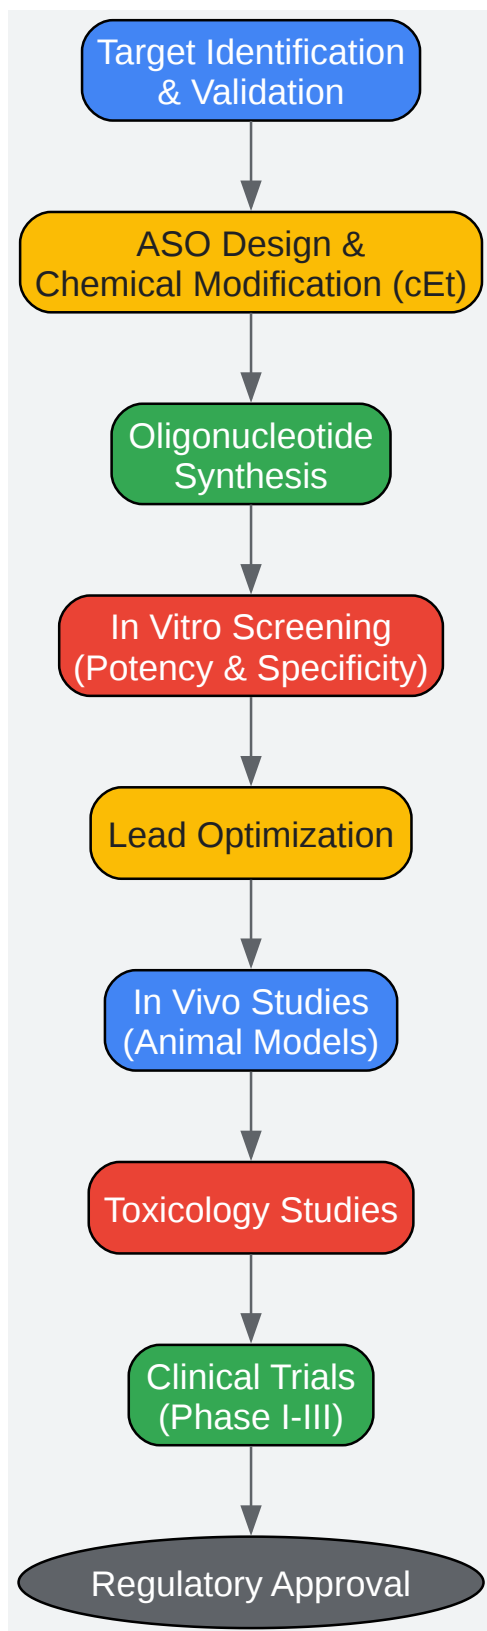 Target Identification
& Validation
ASO Design &
Chemical Modification (cEt)
Oligonucleotide
Synthesis
In Vitro Screening
(Potency & Specificity)
Lead Optimization
In Vivo Studies
(Animal Models)
Toxicology Studies
Clinical Trials
(Phase I-III)
Regulatory Approval